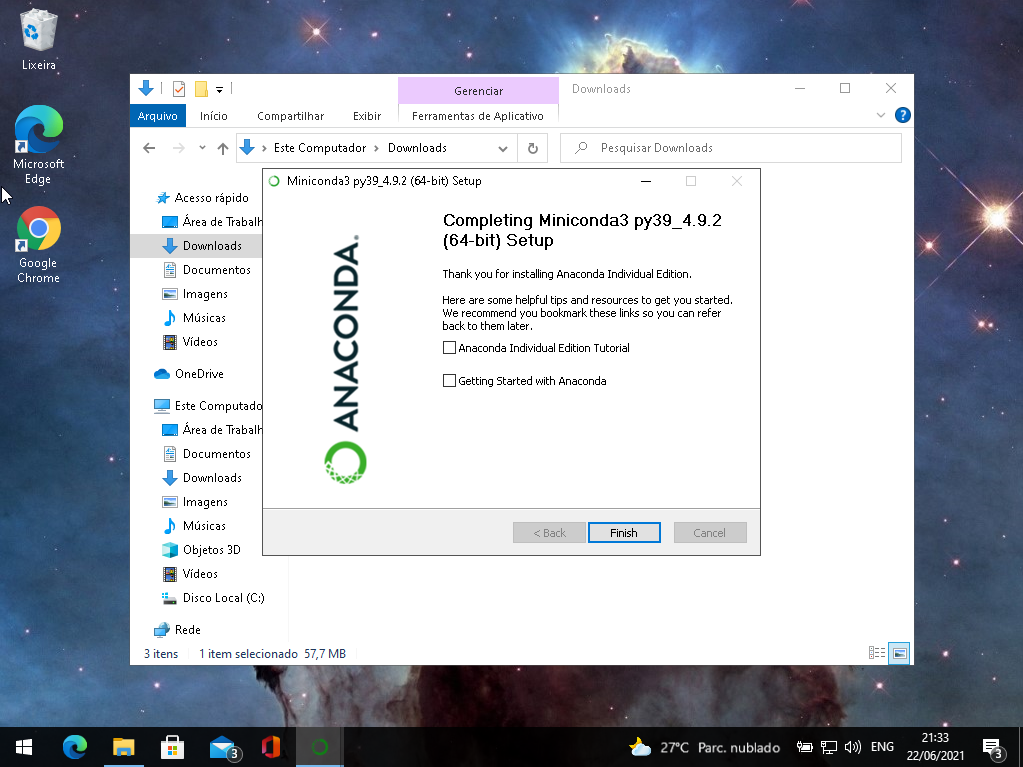 Lixeira
Microsoft
Edge
Google
Chrome
Gerenciar
Downloads
Arquivo
Início
Compartilhar
Exibir
Ferramentas de Aplicativo
?
Este Computador
Downloads
Pesquisar Downloads
Acesso rápido
Área de Trabalh
Downloads
Documentos
Imagens
Músicas
Vídeos
OneDrive
Este Computado
Área de Trabalh
Documentos
Downloads
Imagens
Músicas
Objetos 3D
Vídeos
Disco Local (C:)
Rede
3 itens
1 item selecionado 57,7 MB
Miniconda3 py39_4.9.2 (64-bit) Setup
ANACONDA.
Completing Miniconda3 py39_4.9.2
(64-bit) Setup
Thank you for installing Anaconda Individual Edition.
Here are some helpful tips and resources to get you started.
We recommend you bookmark these links so you can refer
back to them later.
Anaconda Individual Edition Tutorial
Getting Started with Anaconda
< Back
Finish
Cancel
3
27°C Parc. nublado
ENG
21:33
22/06/2021
3